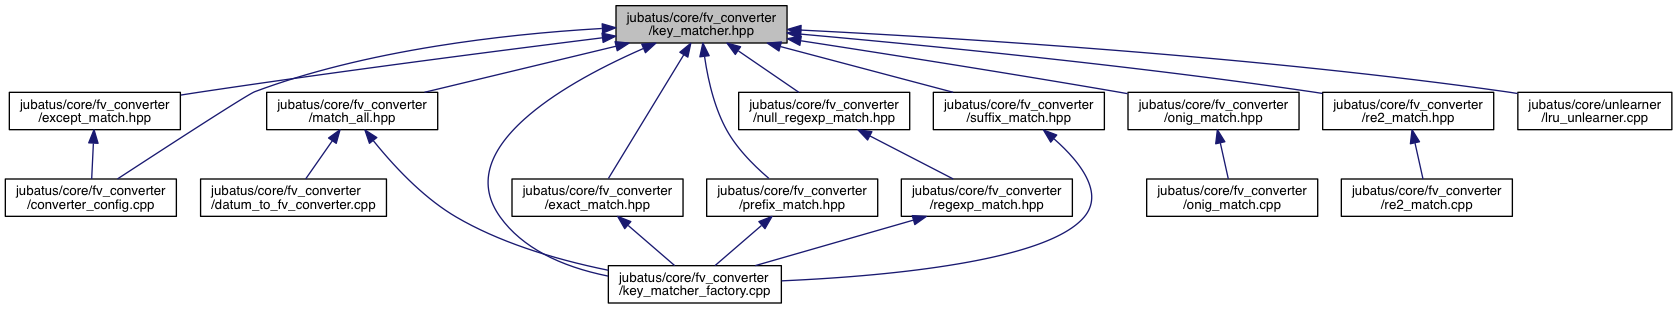 jubatus/core/fv_converter
/key_matcher.hpp
jubatus/core/fv_converter
/except_match.hpp
jubatus/core/fv_converter
/match_all.hpp
jubatus/core/fv_converter
/null_regexp_match.hpp
jubatus/core/fv_converter
/suffix_match.hpp
jubatus/core/fv_converter
/onig_match.hpp
jubatus/core/fv_converter
/re2_match.hpp
jubatus/core/unlearner
/lru_unlearner.cpp
jubatus/core/fv_converter
/converter_config.cpp
jubatus/core/fv_converter
/datum_to_fv_converter.cpp
jubatus/core/fv_converter
/exact_match.hpp
jubatus/core/fv_converter
/prefix_match.hpp
jubatus/core/fv_converter
/regexp_match.hpp
jubatus/core/fv_converter
/onig_match.cpp
jubatus/core/fv_converter
/re2_match.cpp
jubatus/core/fv_converter
/key_matcher_factory.cpp